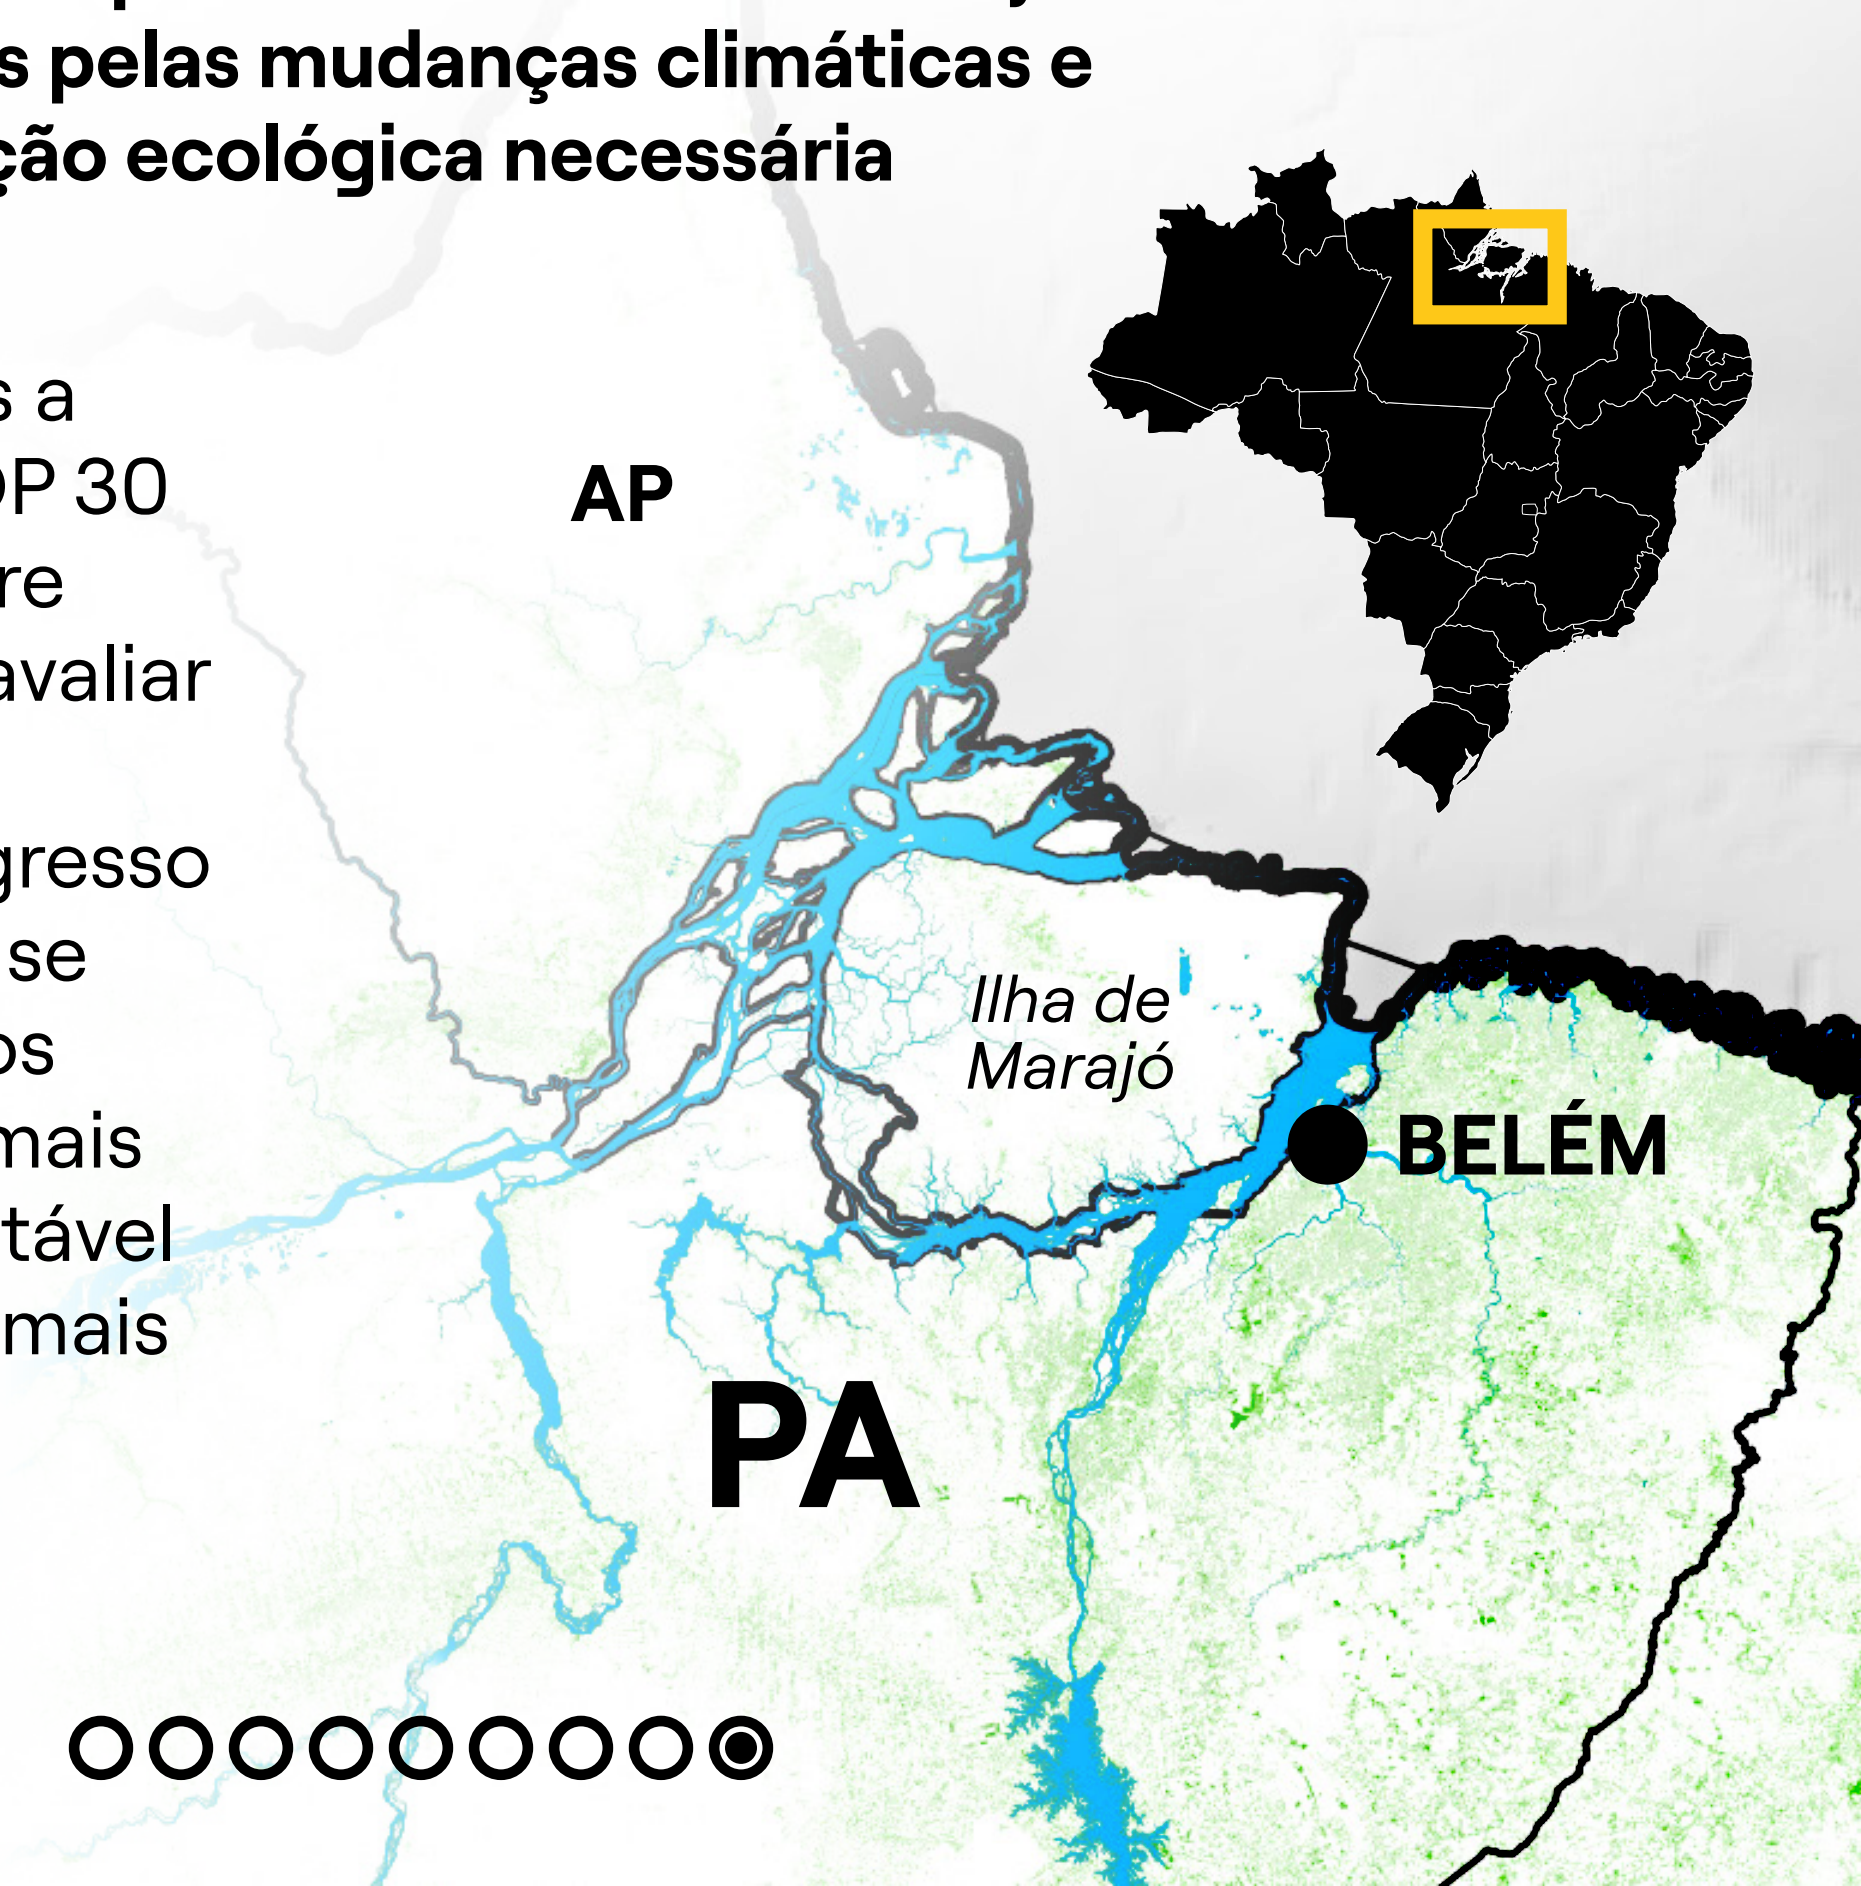 s pelas mudanças climáticas e
ção ecológica necessária
s a
OP 30
re
avaliar
gresso
se
os
mais
tável
mais
AP
Ilha de
Marajó
BELÉM
PA